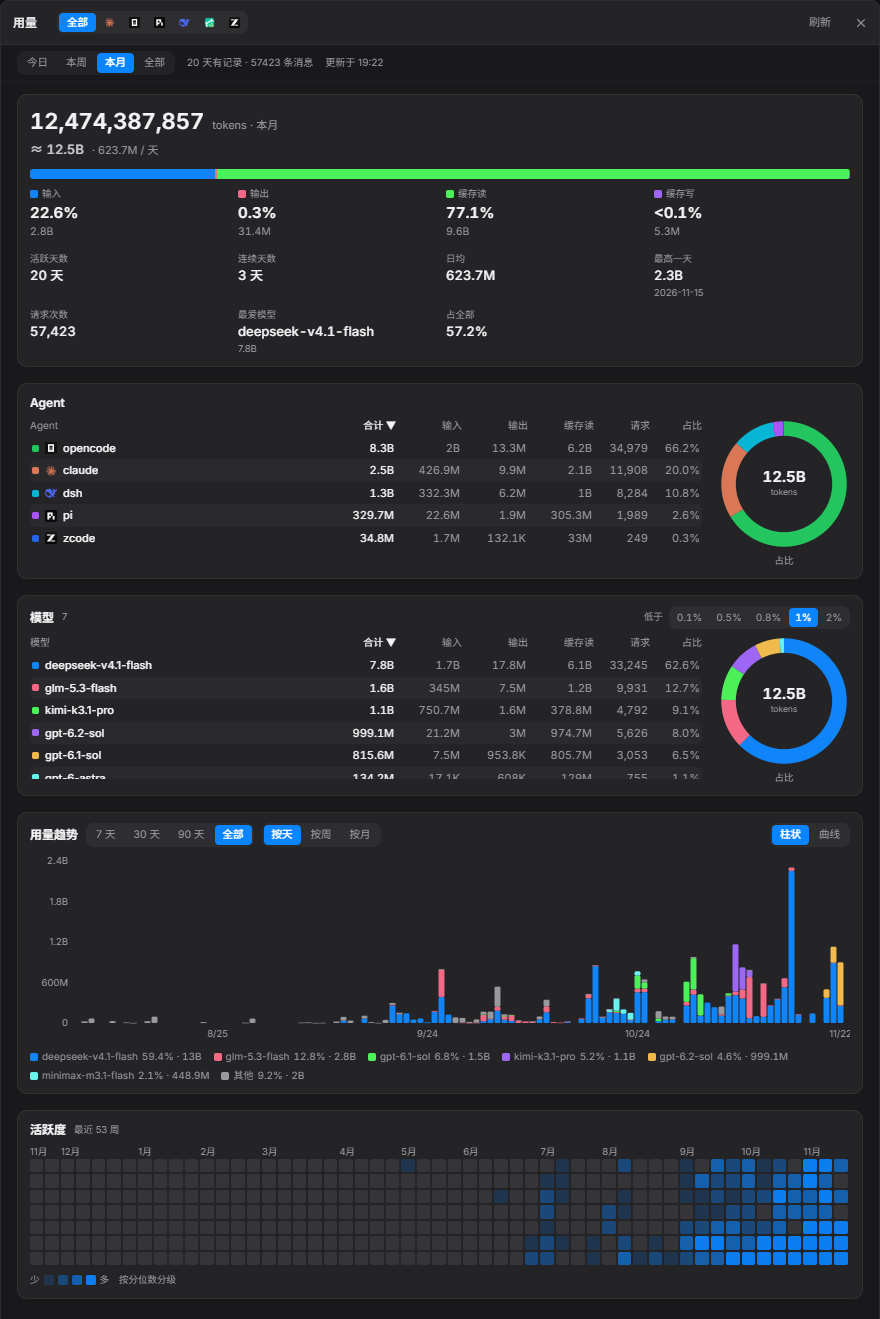 用量 全部 刷新 ×
今日 本周 本月 全部 20 天有记录 · 57423 条消息 更新于 19:22
12,474,387,857 tokens · 本月
≈ 12.5B · 623.7M / 天
输入 输出 缓存读 缓存写
22.6% 0.3% 77.1% <0.1%
2.8B 31.4M 9.6B 5.3M
活跃天数 连续天数 日均 最高一天
20 天 3 天 623.7M 2.3B
2026-11-15
请求次数 最爱模型 占全部
57,423 deepseek-v4.1-flash 57.2%
7.8B
Agent
Agent 合计 ▼ 输入 输出 缓存读 请求 占比
opencode 8.3B 2B 13.3M 6.2B 34,979 66.2%
claude 2.5B 426.9M 9.9M 2.1B 11,908 20.0%
dsh 1.3B 332.3M 6.2M 1B 8,284 10.8%
pi 329.7M 22.6M 1.9M 305.3M 1,989 2.6%
zcode 34.8M 1.7M 132.1K 33M 249 0.3%
12.5B
tokens
占比
模型 7 低于 0.1% 0.5% 0.8% 1% 2%
模型 合计 ▼ 输入 输出 缓存读 请求 占比
deepseek-v4.1-flash 7.8B 1.7B 17.8M 6.1B 33,245 62.6%
glm-5.3-flash 1.6B 345M 7.5M 1.2B 9,931 12.7%
kimi-k3.1-pro 1.1B 750.7M 1.6M 378.8M 4,792 9.1%
gpt-6.2-sol 999.1M 21.2M 3M 974.7M 5,626 8.0%
gpt-6.1-sol 815.6M 7.5M 953.8K 805.7M 3,053 6.5%
gpt-6-astra 134.2M 17.1K 608K 129M 755 1.1%
12.5B
tokens
占比
用量趋势 7 天 30 天 90 天 全部 按天 按周 按月 柱状 曲线
2.4B
1.8B
1.2B
600M
0
8/25 9/24 10/24 11/22
deepseek-v4.1-flash 59.4% · 13B glm-5.3-flash 12.8% · 2.8B gpt-6.1-sol 6.8% · 1.5B kimi-k3.1-pro 5.2% · 1.1B gpt-6.2-sol 4.6% · 999.1M
minimax-m3.1-flash 2.1% · 448.9M 其他 9.2% · 2B
活跃度 最近 53 周
11月 12月 1月 2月 3月 4月 5月 6月 7月 8月 9月 10月 11月
少 多 按分位数分级